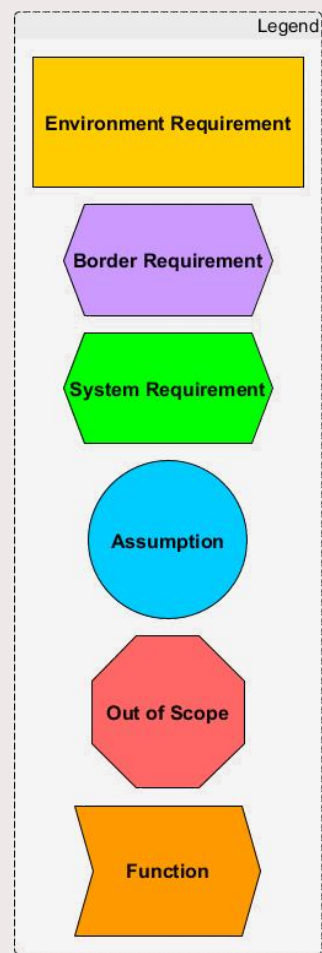 Legend
Environment Requirement
Border Requirement
System Requirement
Assumption
Out of Scope
Function